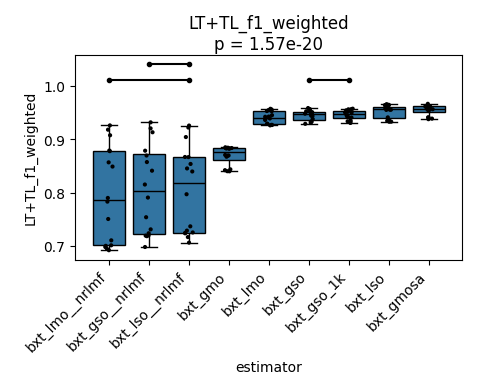 LT+TL_f1_weighted
p = 1.57e-20
LT+TL_f1_weighted
1.0
0.9
0.8
0.7
bxt_lmo__nrlmf
bxt_gso__nrlmf
bxt_lso__nrlmf
bxt_gmo
bxt_lmo
bxt_gso
bxt_gso_1k
bxt_lso
bxt_gmosa
estimator